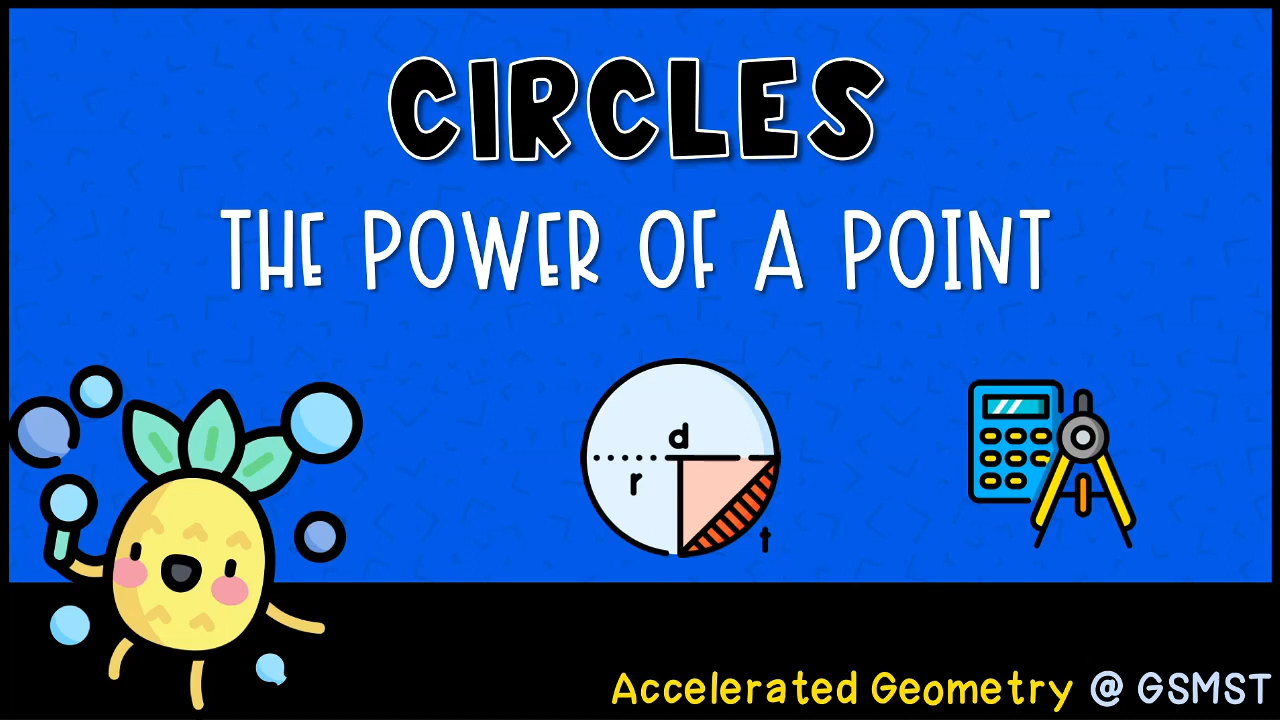 CIRCLES
THE POWER OF A POINT
d
r
t
Accelerated Geometry @ GSMST